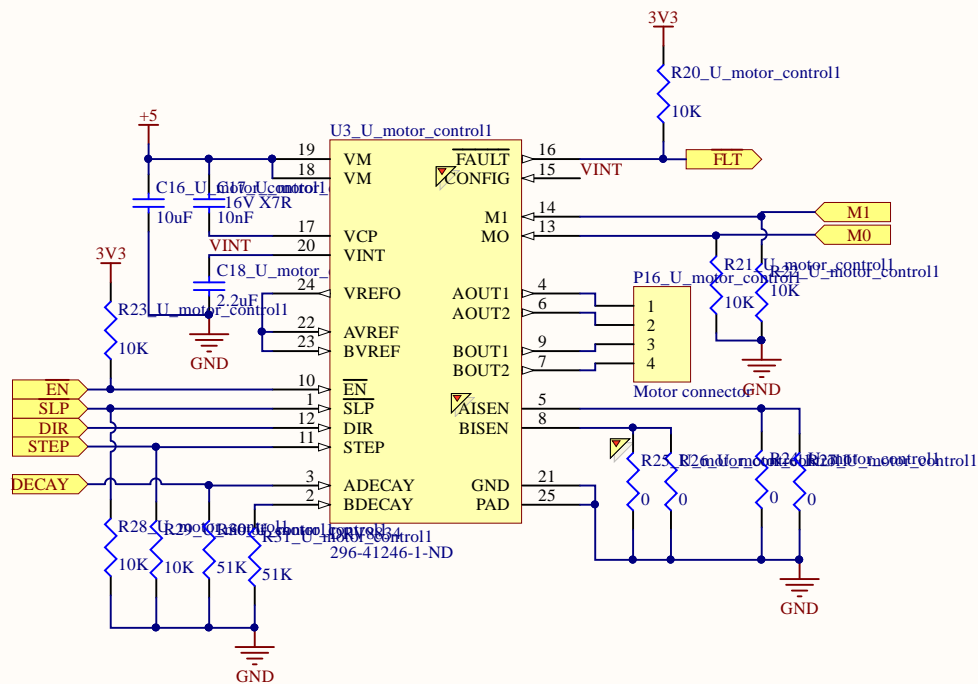 3V3
R20_U_motor_control1
10K
+5
U3_U_motor_control1
19
VM
FAULT
16
FLT
18
VM
CONFIG
15
VINT
C16_U_motor_control1
10uF
16V X7R
10nF
M1
14
M1
17
VCP
MO
13
M0
VINT
20
VINT
3V3
C18_U_motor_
2.2uF
R21_U_motor_control1
10K
10K
P16_U_motor_control1
24
VREFO
AOUT1
4
1
AOUT2
6
2
R23_U_motor_control1
10K
22
AVREF
23
BVREF
BOUT1
9
3
BOUT2
7
4
GND
GND
Motor connector
EN
10
EN
SLP
1
SLP
AISEN
5
DIR
12
DIR
BISEN
8
STEP
11
STEP
0
0
0
0
DECAY
3
ADECAY
GND
21
2
BDECAY
PAD
25
10K
10K
51K
R31_U_motor_control1
51K
296-41246-1-ND
GND
GND